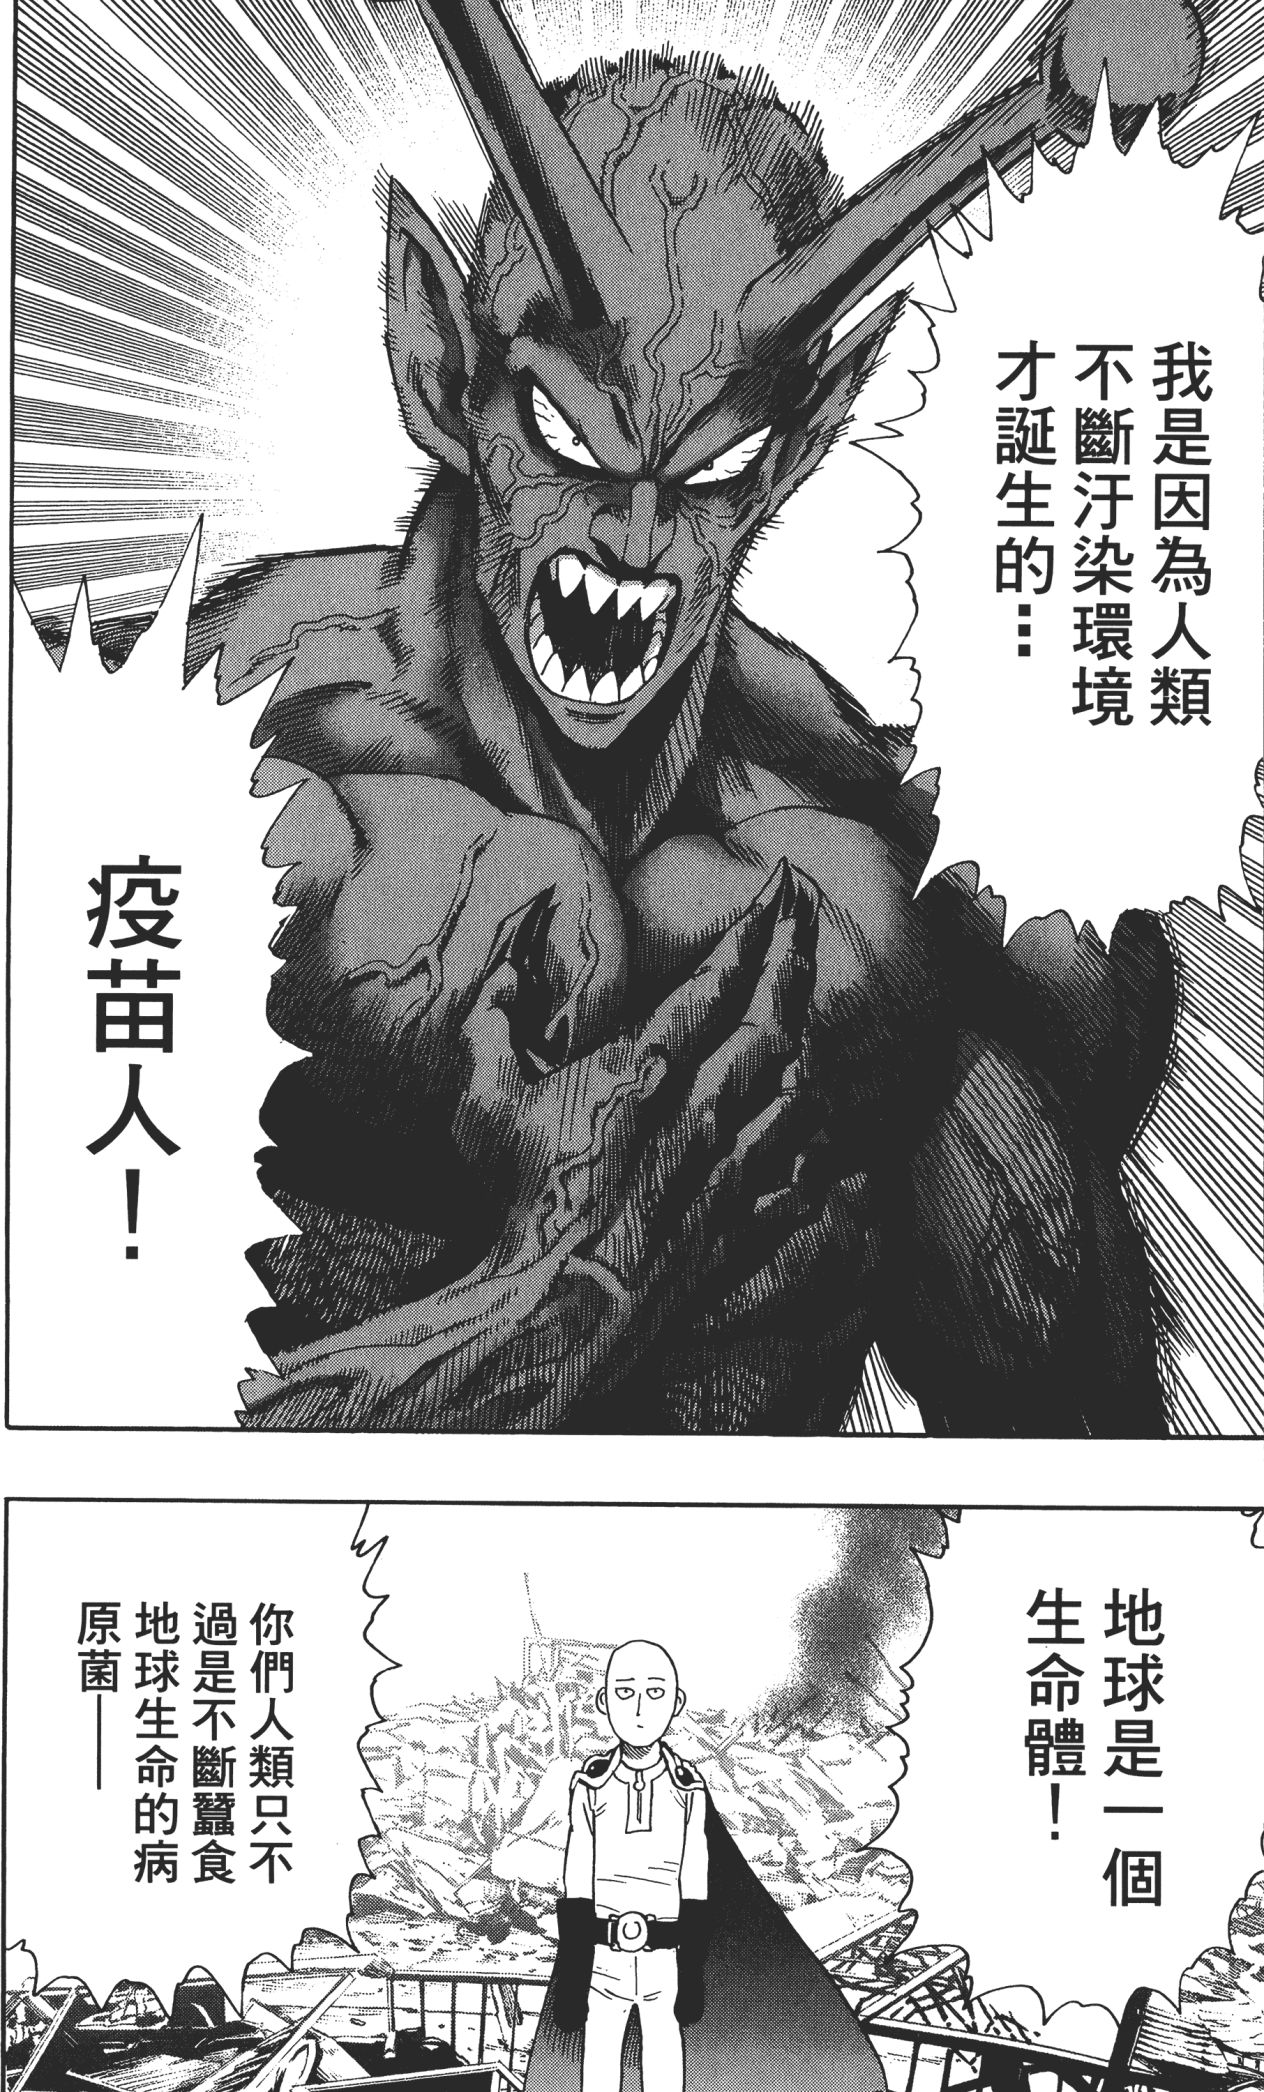 我是因為人類
不斷汙染環境
才誕生的…
疫苗人！
地球是一個
生命體！
你們人類只不
過是不斷蠶食
地球生命的病
原菌——